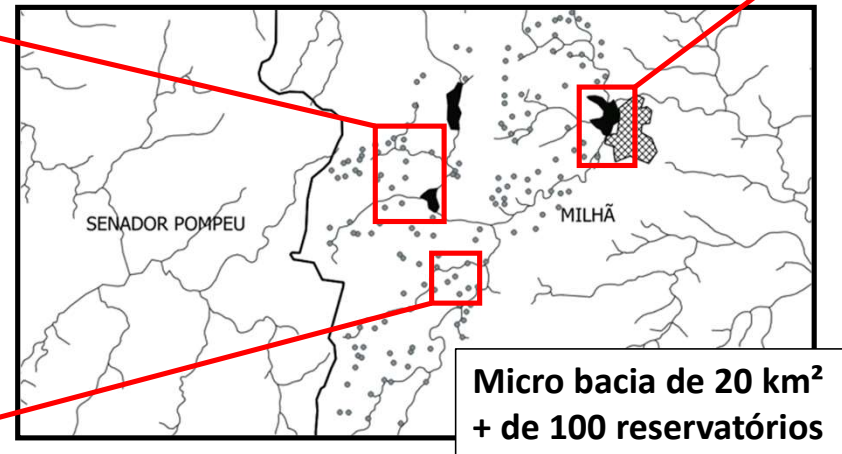 SENADOR POMPEU
MILHÃ
Micro bacia de 20 km²
+ de 100 reservatórios